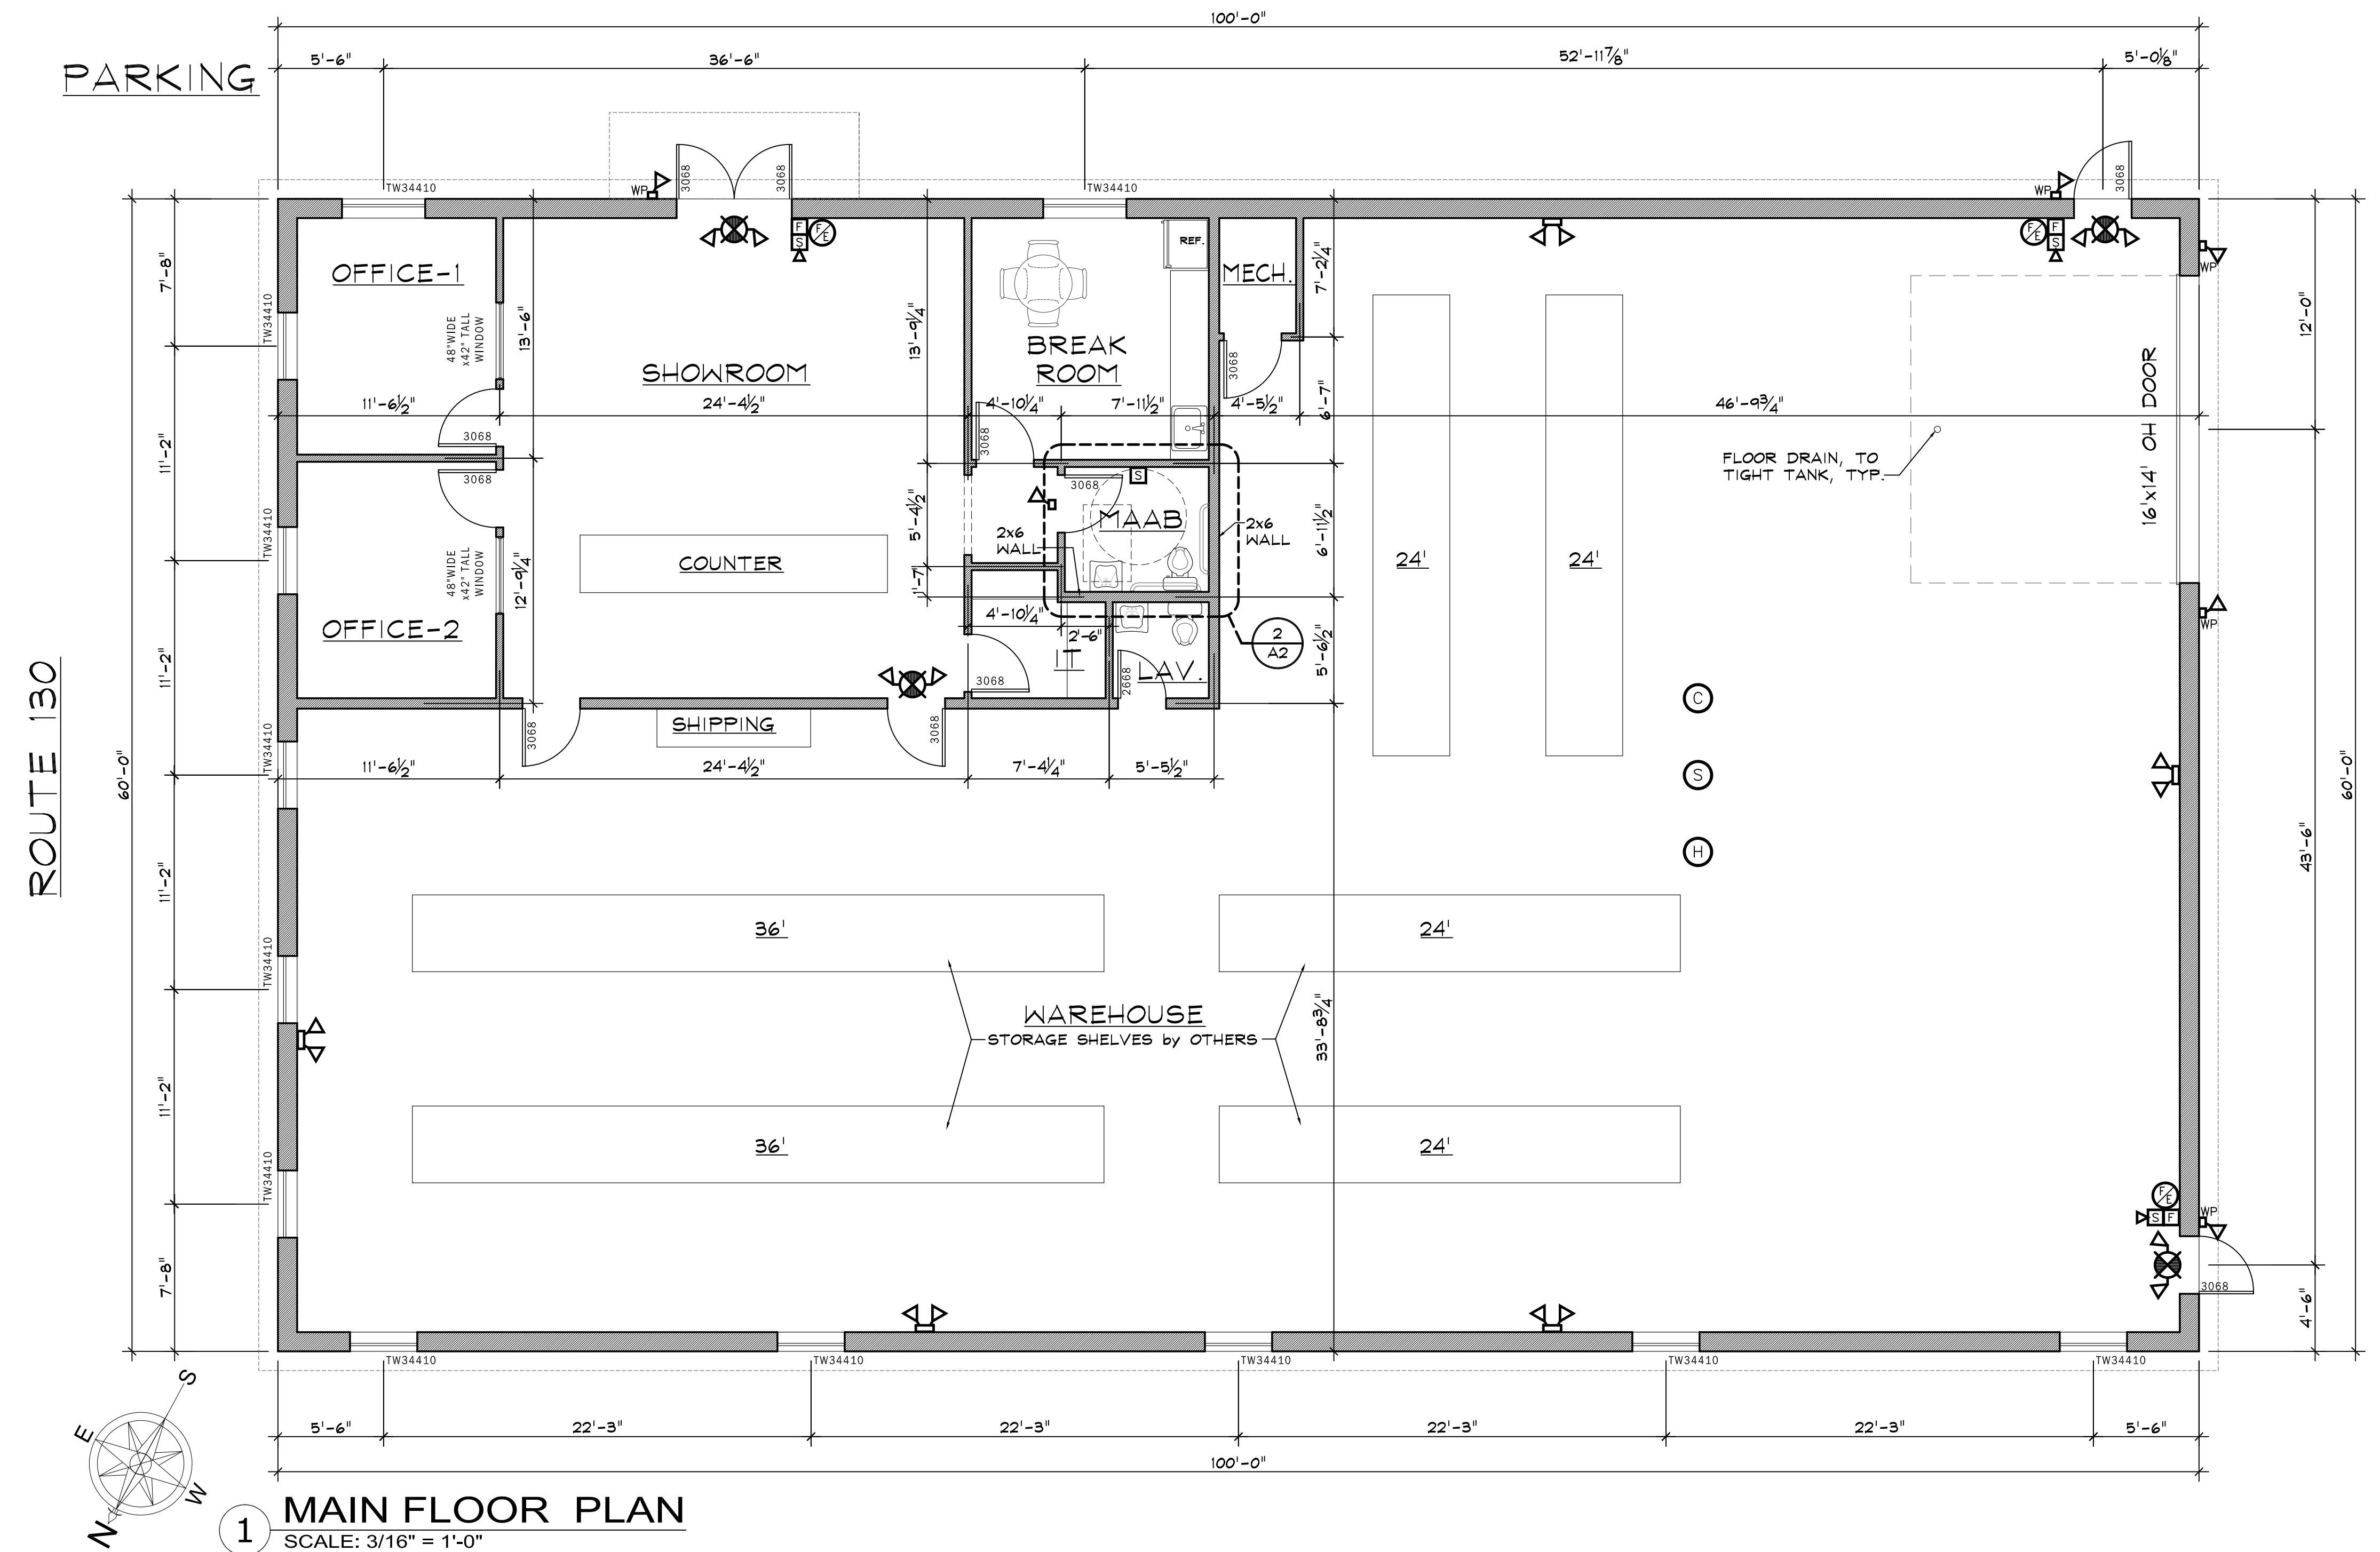 100'-0"
5'-6"
36'-6"
52'-11⅞"
5'-0⅛"
PARKING
TW34410
WP
3068
3068
TW34410
WP
3068
F
S
F/E
REF.
F/E
F
S
WP
OFFICE-1
MECH.
7'-8"
7'-2¼"
12'-0"
TW34410
48"WIDE
x42" TALL
WINDOW
13'-6"
13'-9¼"
BREAK
ROOM
SHOWROOM
3068
11'-6½"
24'-4½"
4'-10¼"
7'-11½"
4'-5½"
6'-7"
46'-9¾"
16'x14' OH DOOR
3068
3068
11'-2"
FLOOR DRAIN, TO
TIGHT TANK, TYP.
3068
3068
S
TW34410
5'-4½"
MAAB
2x6
WALL
2x6
WALL
6'-11½"
COUNTER
24'
24'
48"WIDE
x42" TALL
WINDOW
12'-9¼"
1'-7"
4'-10¼"
2'-6"
WP
OFFICE-2
2
A2
IT
LAV.
5'-6½"
11'-2"
3068
2668
C
ROUTE 130
SHIPPING
3068
3068
TW34410
11'-6½"
24'-4½"
7'-4¼"
5'-5½"
S
60'-0"
60'-0"
H
43'-6"
11'-2"
36'
24'
TW34410
WAREHOUSE
STORAGE SHELVES by OTHERS
33'-8¾"
11'-2"
36'
24'
TW34410
F/E
S
F
WP
7'-8"
3068
4'-6"
TW34410
TW34410
TW34410
TW34410
TW34410
S
E
W
N
5'-6"
22'-3"
22'-3"
22'-3"
22'-3"
5'-6"
100'-0"
1
MAIN FLOOR PLAN
SCALE: 3/16" = 1'-0"